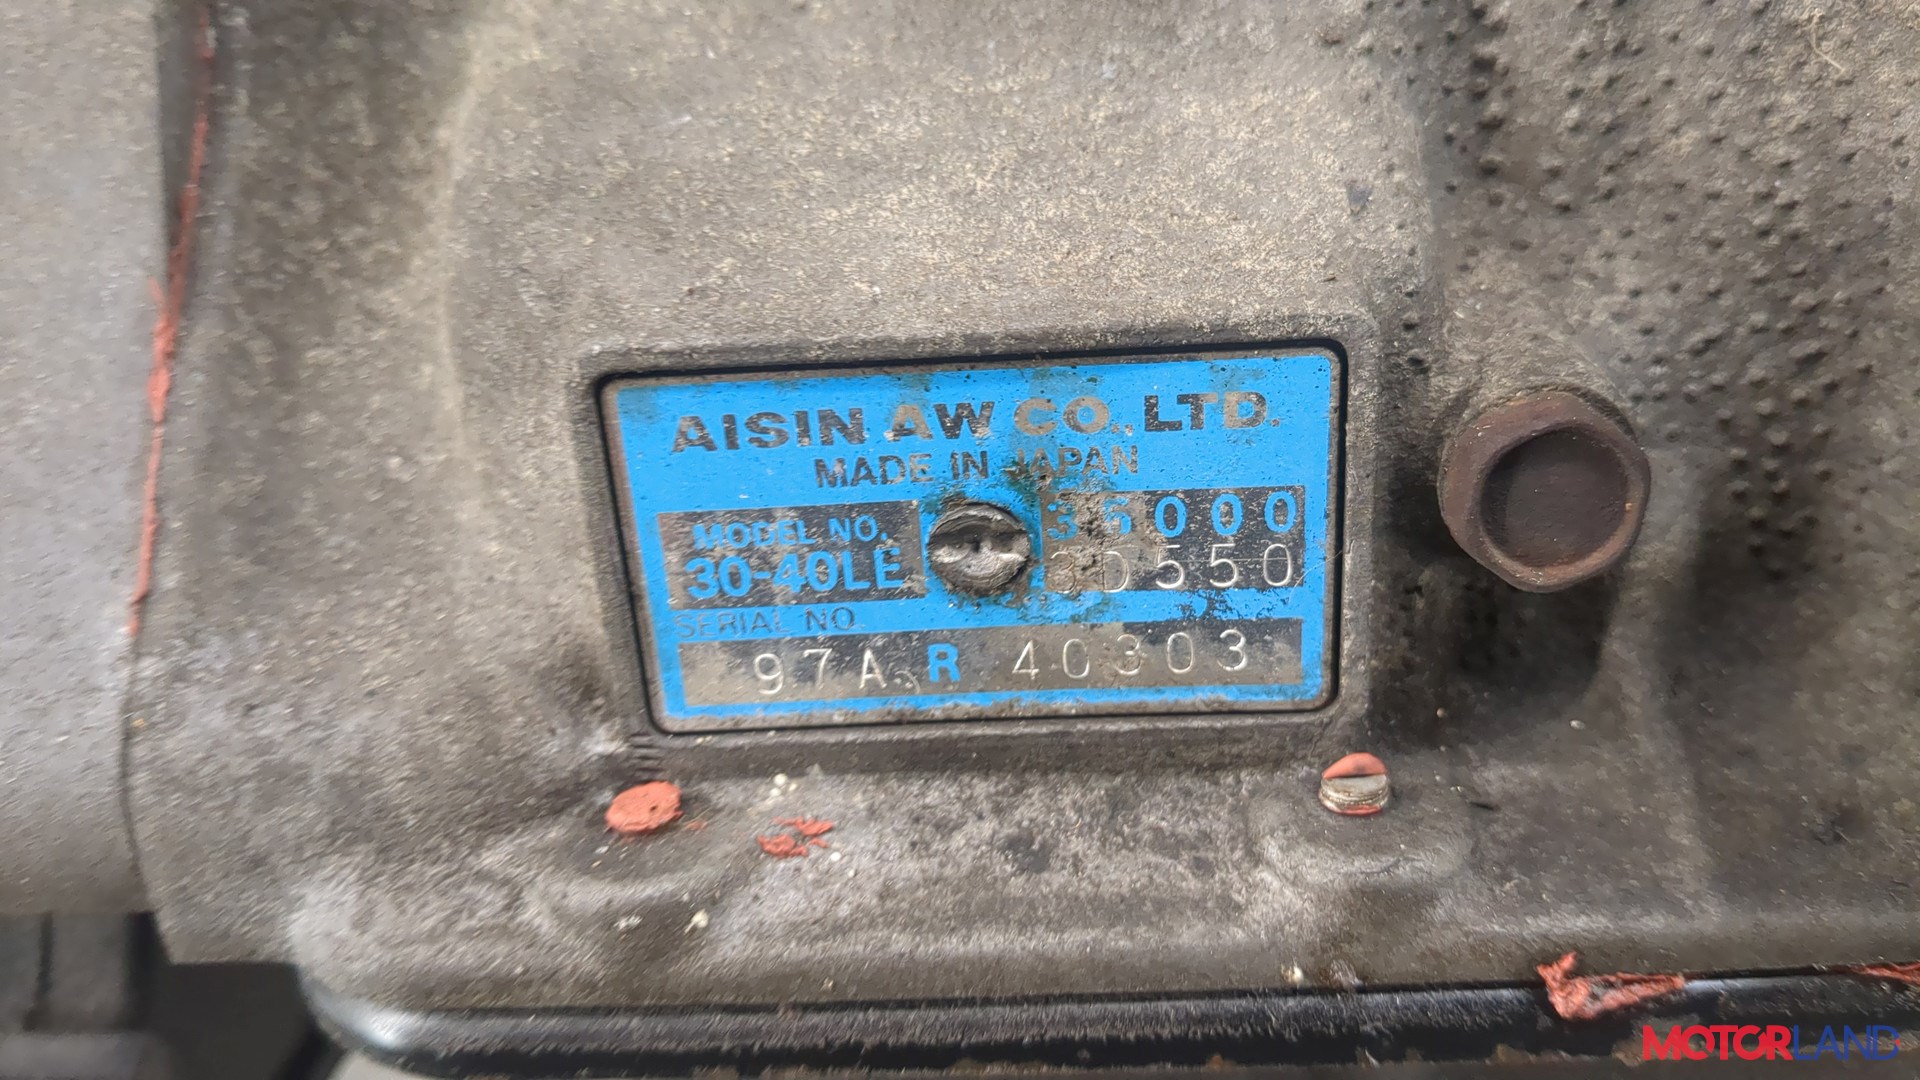 AISIN AW CO., LTD.
MADE IN JAPAN
MODEL NO. 35000
30-40LE 3D550
SERIAL NO.
97A R 40303
MOTORLAND